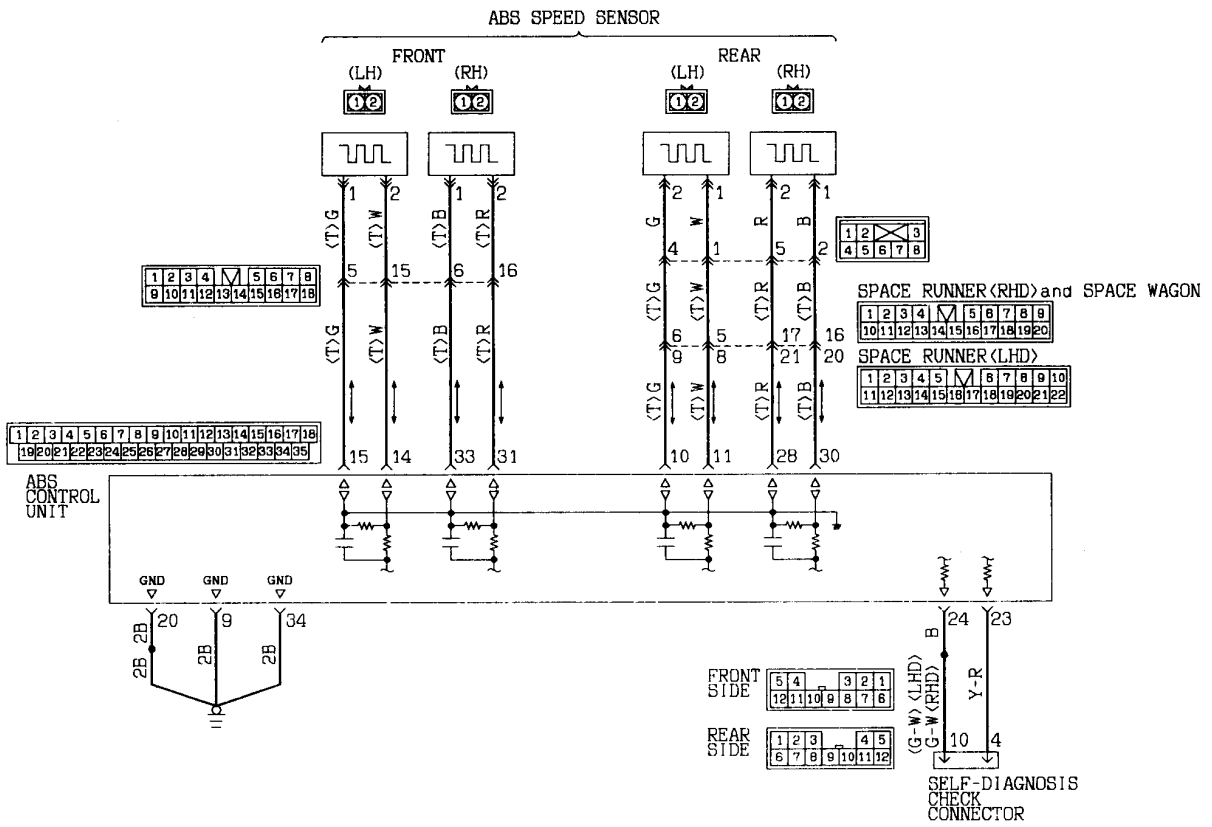 ABS SPEED SENSOR
FRONT REAR
(LH) (RH) (LH) (RH)
1 2 1 2 1 2 1 2
1 2 1 2 2 1 2 1
<T>G <T>W <T>B <T>R G W R B
1 2 3
4 5 6 7 8
4 1 5 2
1 2 3 4 5 6 7 8
9 10 11 12 13 14 15 16 17 18
5 15 6 16
<T>G <T>W <T>R <T>B
SPACE RUNNER<RHD>and SPACE WAGON
1 2 3 4 5 6 7 8 9
10 11 12 13 14 15 16 17 18 19 20
<T>G <T>W <T>B <T>R
6 5 17 16
9 8 21 20
SPACE RUNNER<LHD>
1 2 3 4 5 6 7 8 9 10
11 12 13 14 15 16 17 18 19 20 21 22
<T>G <T>W <T>R <T>B
1 2 3 4 5 6 7 8 9 10 11 12 13 14 15 16 17 18
19 20 21 22 23 24 25 26 27 28 29 30 31 32 33 34 35
15 14 33 31 10 11 28 30
ABS
CONTROL
UNIT
GND GND GND
20 9 34 24 23
2B 2B 2B 2B
B
Y-R
<G-W><LHD>
G-W<RHD>
FRONT
SIDE
5 4 3 2 1
12 11 10 9 8 7 6
REAR
SIDE
1 2 3 4 5
6 7 8 9 10 11 12
10 4
SELF-DIAGNOSIS
CHECK
CONNECTOR